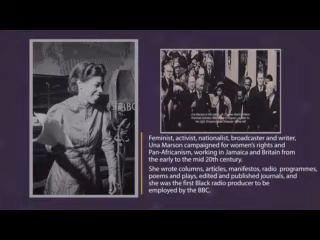 BBC
Feminist, activist, nationalist, broadcaster and writer,
Una Marson campaigned for women's rights and
Pan-Africanism, working in Jamaica and Britain from
the early to the mid 20th century.
She wrote columns, articles, manifestos, radio programmes,
poems and plays, edited and published journals, and
she was the first Black radio producer to be
employed by the BBC.